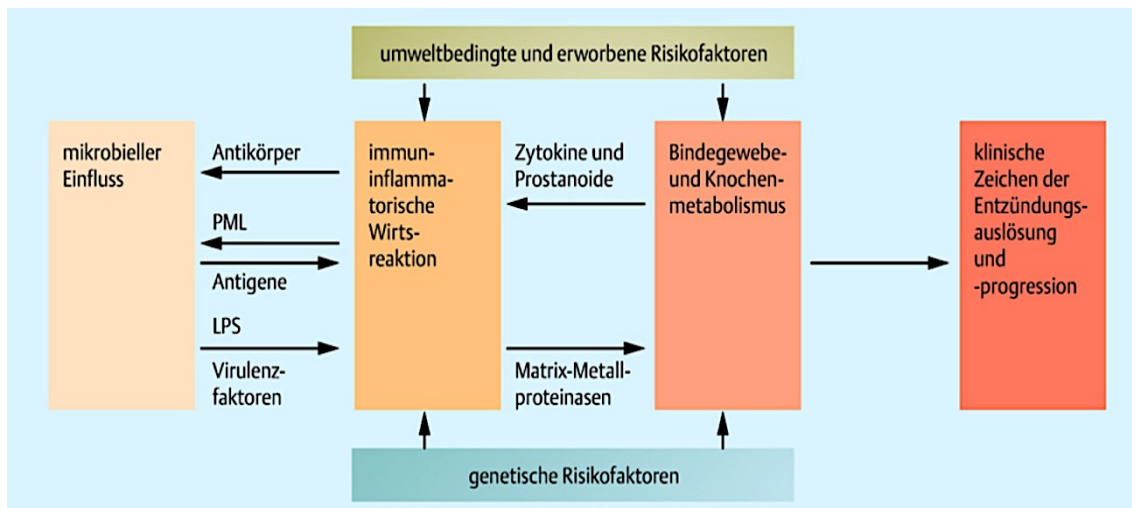 umweltbedingte und erworbene Risikofaktoren
mikrobieller
Einfluss
Antikörper
PML
Antigene
LPS
Virulenz-
faktoren
immun-
inflamma-
torische
Wirts-
reaktion
Zytokine und
Prostanoide
Matrix-Metall-
proteinasen
Bindegewebe-
und Knochen-
metabolismus
klinische
Zeichen der
Entzündungs-
auslösung
und
-progression
genetische Risikofaktoren